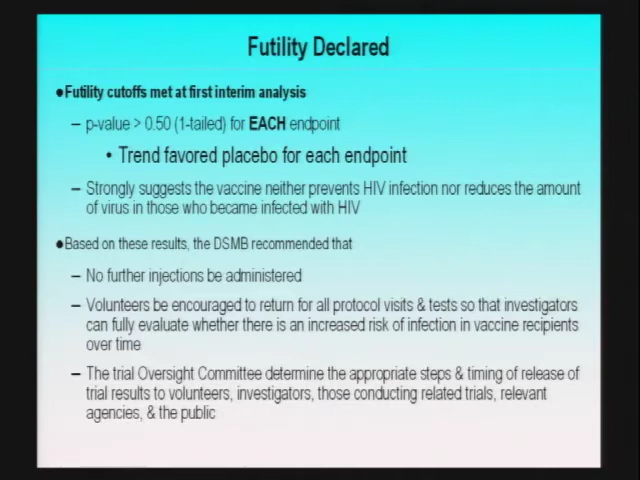 Futility Declared
●Futility cutoffs met at first interim analysis
– p-value > 0.50 (1-tailed) for EACH endpoint
• Trend favored placebo for each endpoint
– Strongly suggests the vaccine neither prevents HIV infection nor reduces the amount
of virus in those who became infected with HIV
●Based on these results, the DSMB recommended that
– No further injections be administered
– Volunteers be encouraged to return for all protocol visits & tests so that investigators
can fully evaluate whether there is an increased risk of infection in vaccine recipients
over time
– The trial Oversight Committee determine the appropriate steps & timing of release of
trial results to volunteers, investigators, those conducting related trials, relevant
agencies, & the public